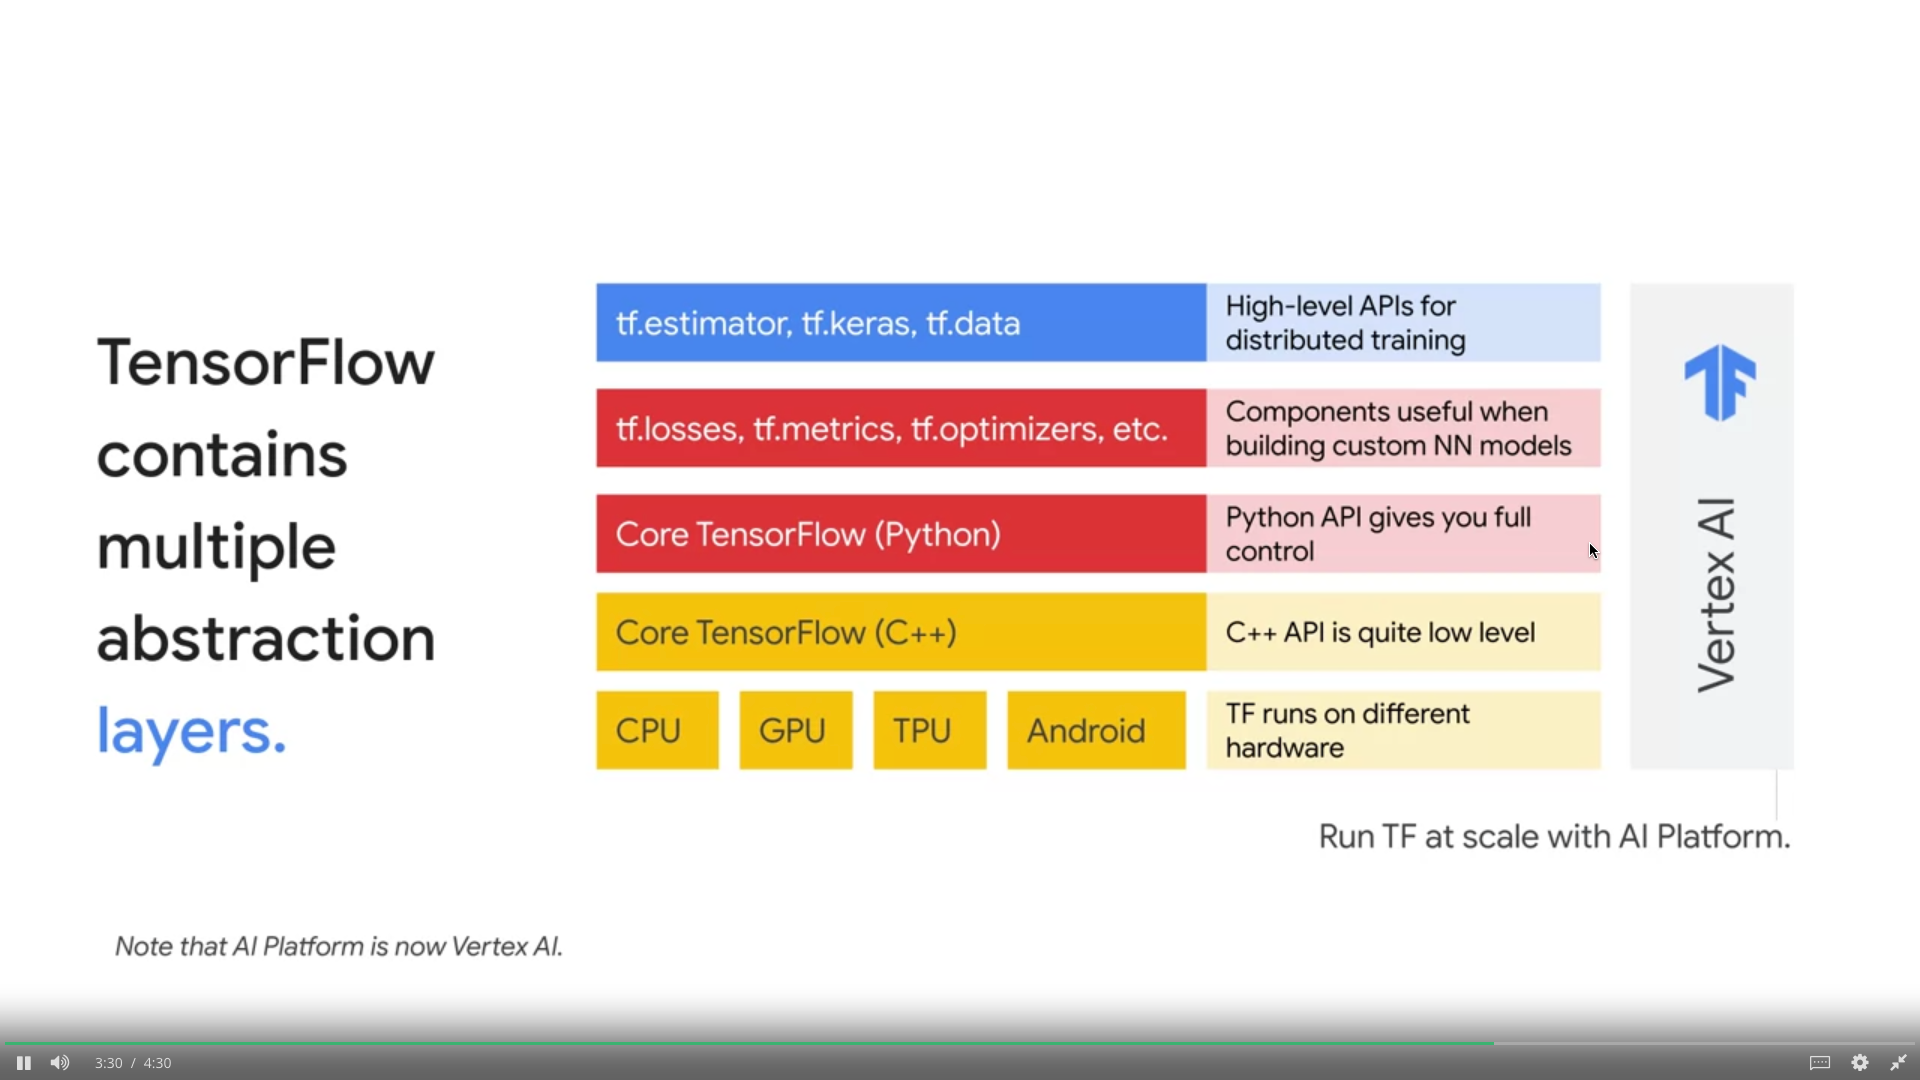 TensorFlow
contains
multiple
abstraction
layers.
tf.estimator, tf.keras, tf.data
High-level APIs for
distributed training
tf.losses, tf.metrics, tf.optimizers, etc.
Components useful when
building custom NN models
Core TensorFlow (Python)
Python API gives you full
control
Core TensorFlow (C++)
C++ API is quite low level
CPU
GPU
TPU
Android
TF runs on different
hardware
Vertex AI
Run TF at scale with AI Platform.
Note that AI Platform is now Vertex AI.
3:30 / 4:30